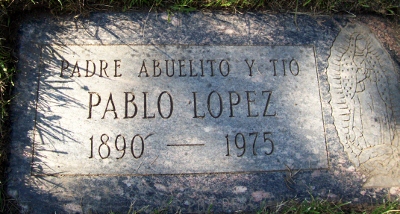 PADRE ABUELITO Y TIO
PABLO LOPEZ
1890 — 1975